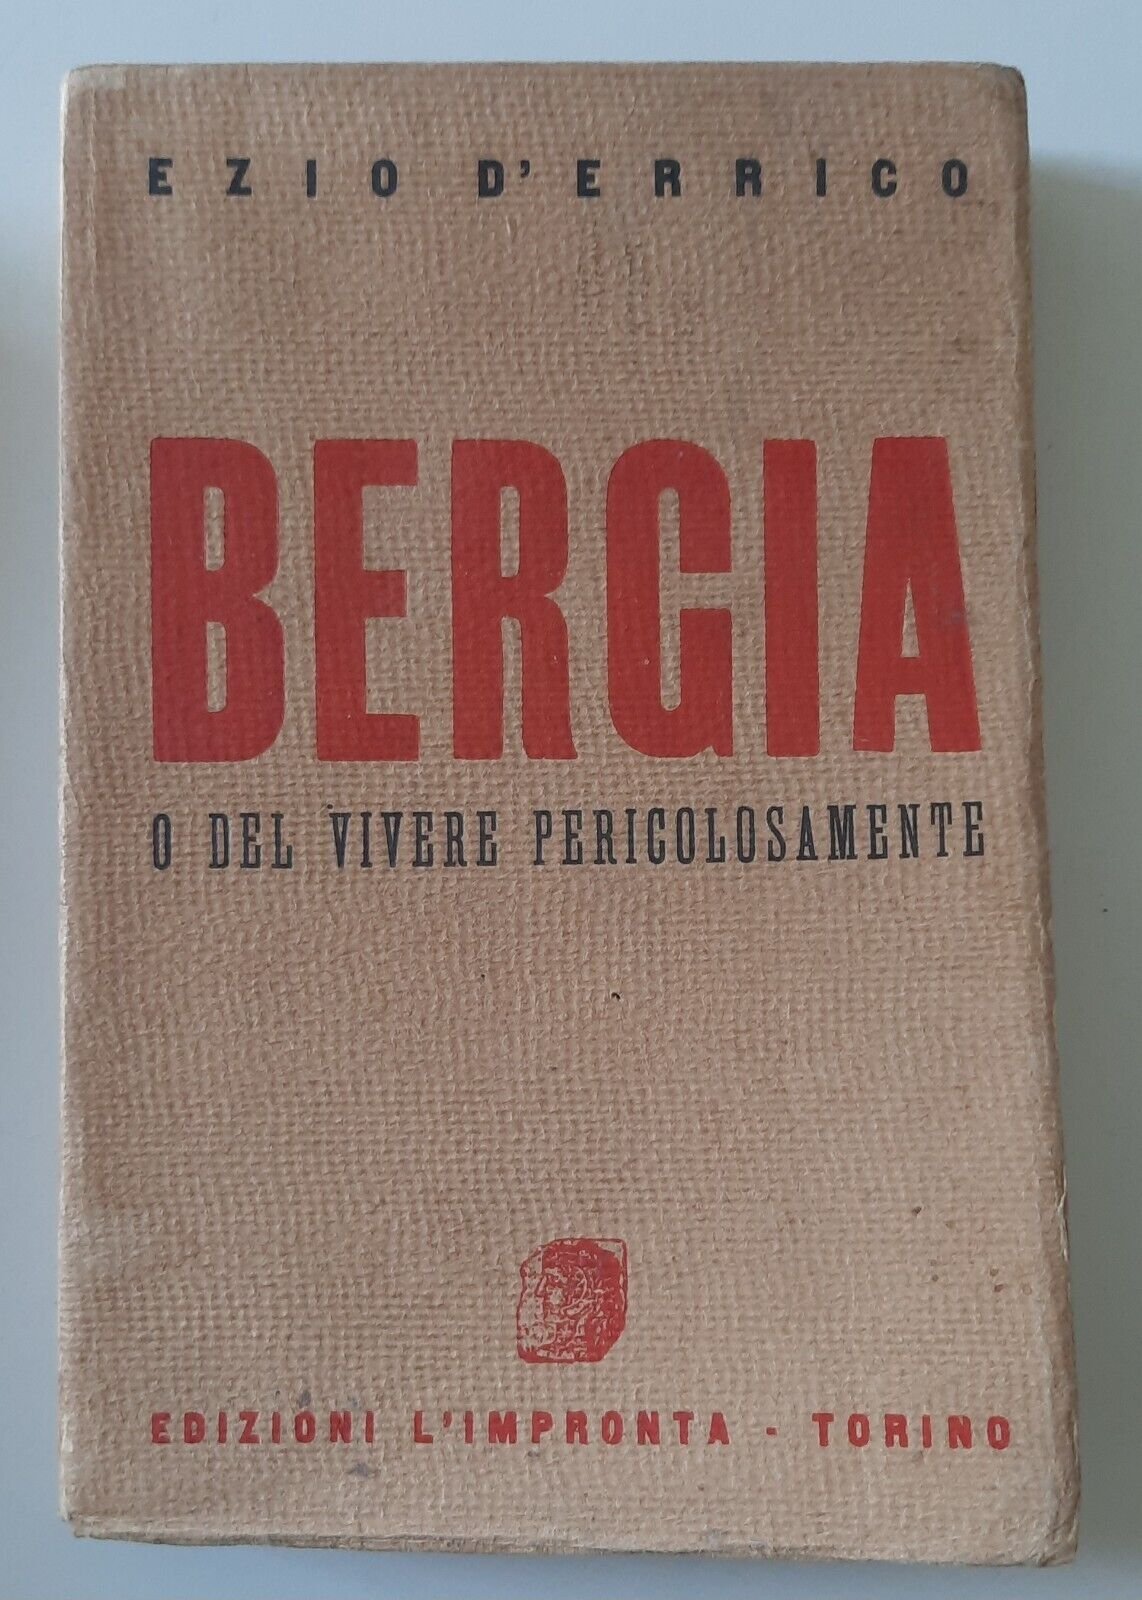 EZIO D'ERRICO
BERGIA
O DEL VIVERE PERICOLOSAMENTE
EDIZIONI L'IMPRONTA - TORINO